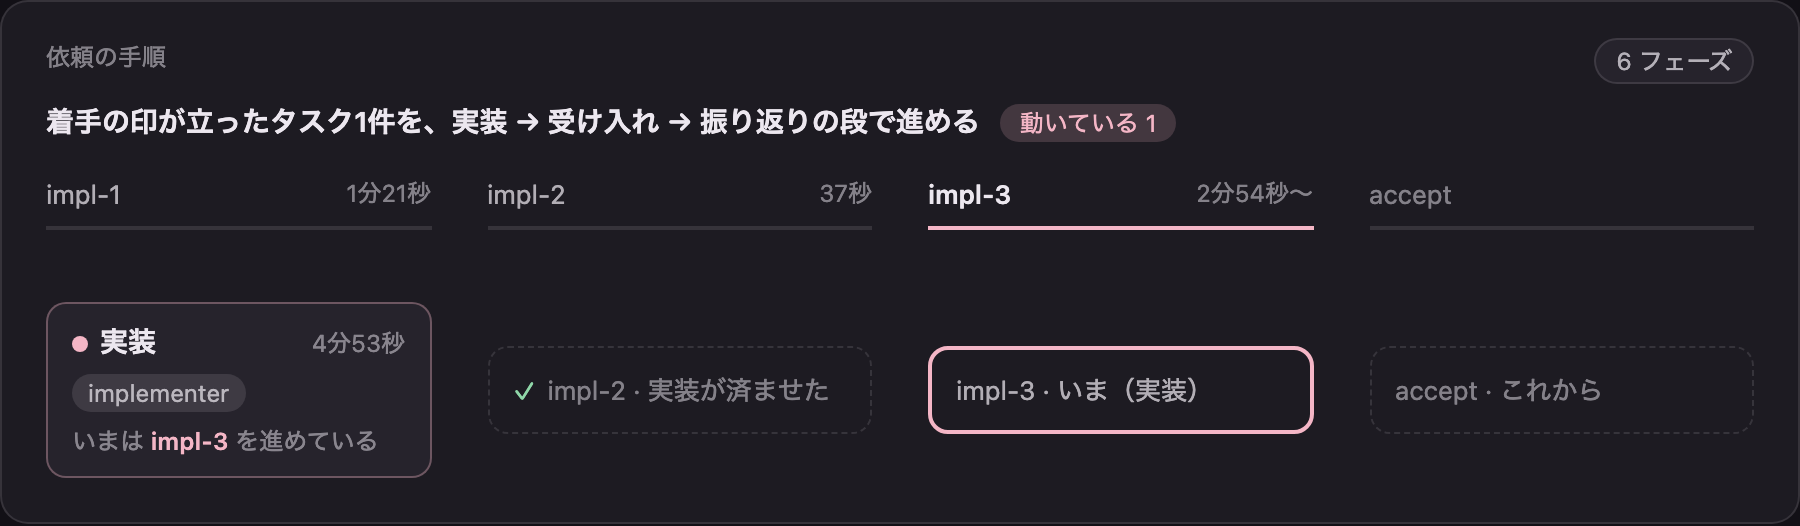 依頼の手順
6 フェーズ
着手の印が立ったタスク1件を、実装 → 受け入れ → 振り返りの段で進める 動いている 1
impl-1 1分21秒
impl-2 37秒
impl-3 2分54秒〜
accept
実装 4分53秒
implementer
いまは impl-3 を進めている
✓ impl-2 · 実装が済ませた
impl-3 · いま（実装）
accept · これから